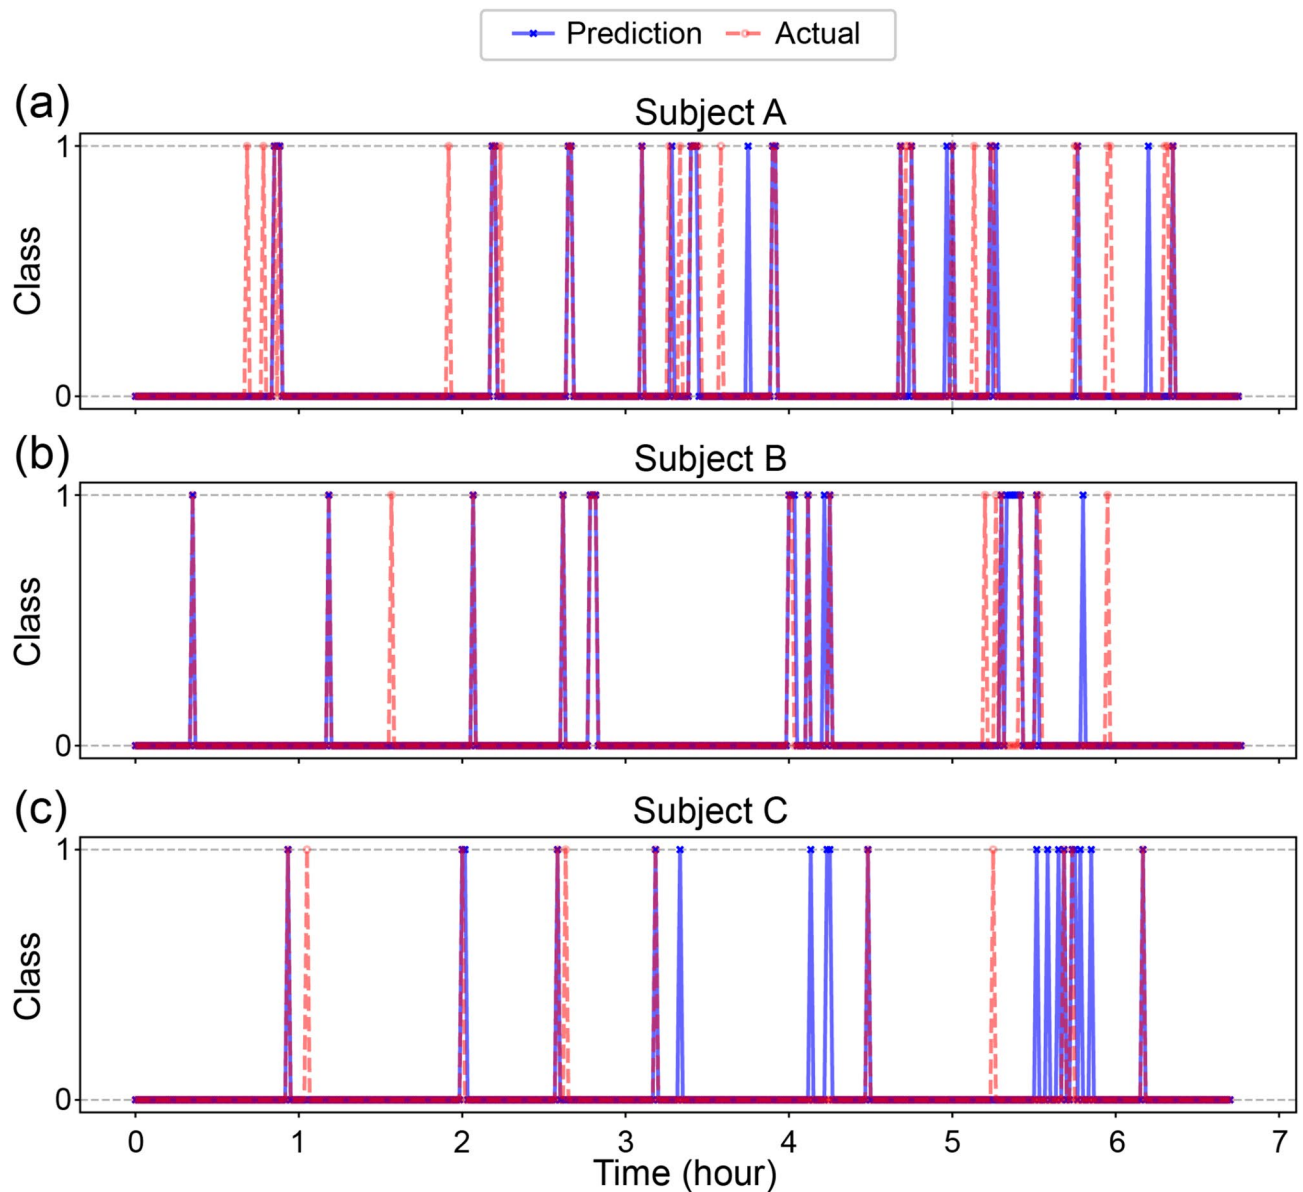 Prediction Actual
(a)
Subject A
1
Class
0
(b)
Subject B
1
Class
0
(c)
Subject C
1
Class
0
0 1 2 3 4 5 6 7
Time (hour)